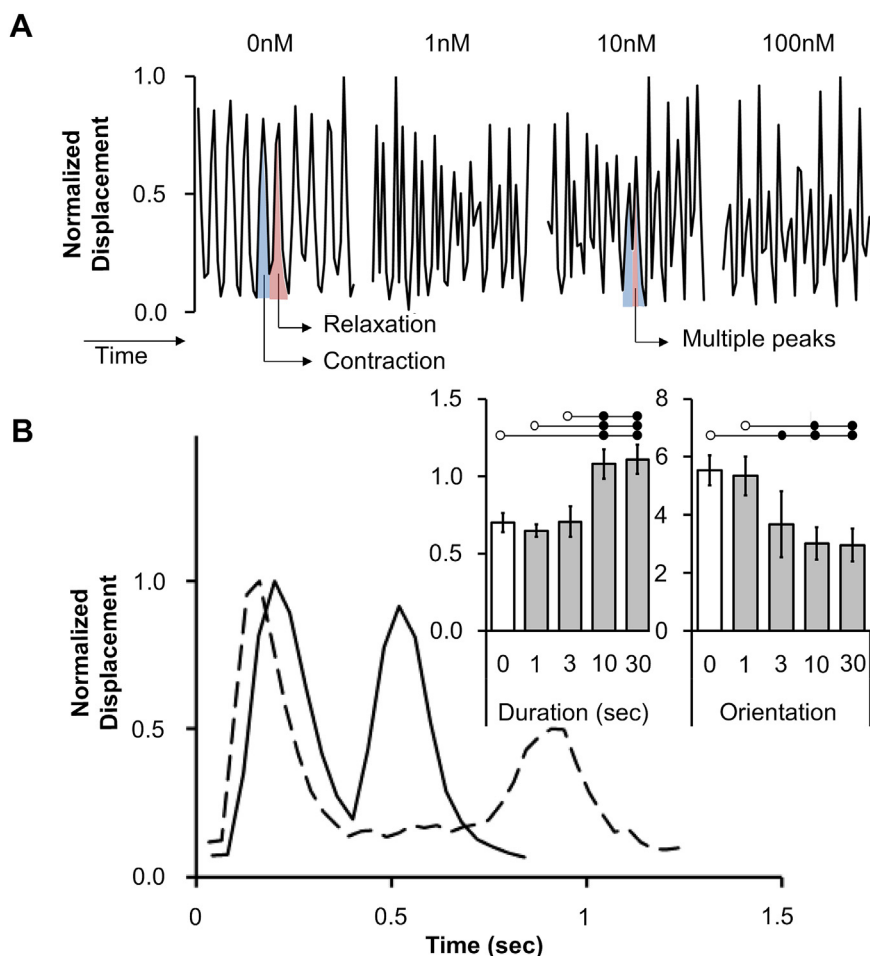 A
0nM
1nM
10nM
100nM
1.0
0.5
0.0
Normalized
Displacement
Time
Relaxation
Contraction
Multiple peaks
B
1.0
0.5
0.0
Normalized
Displacement
0
0.5
1
1.5
Time (sec)
1.5
1.0
0.5
0.0
0 1 3 10 30
Duration (sec)
8
6
4
2
0
0 1 3 10 30
Orientation